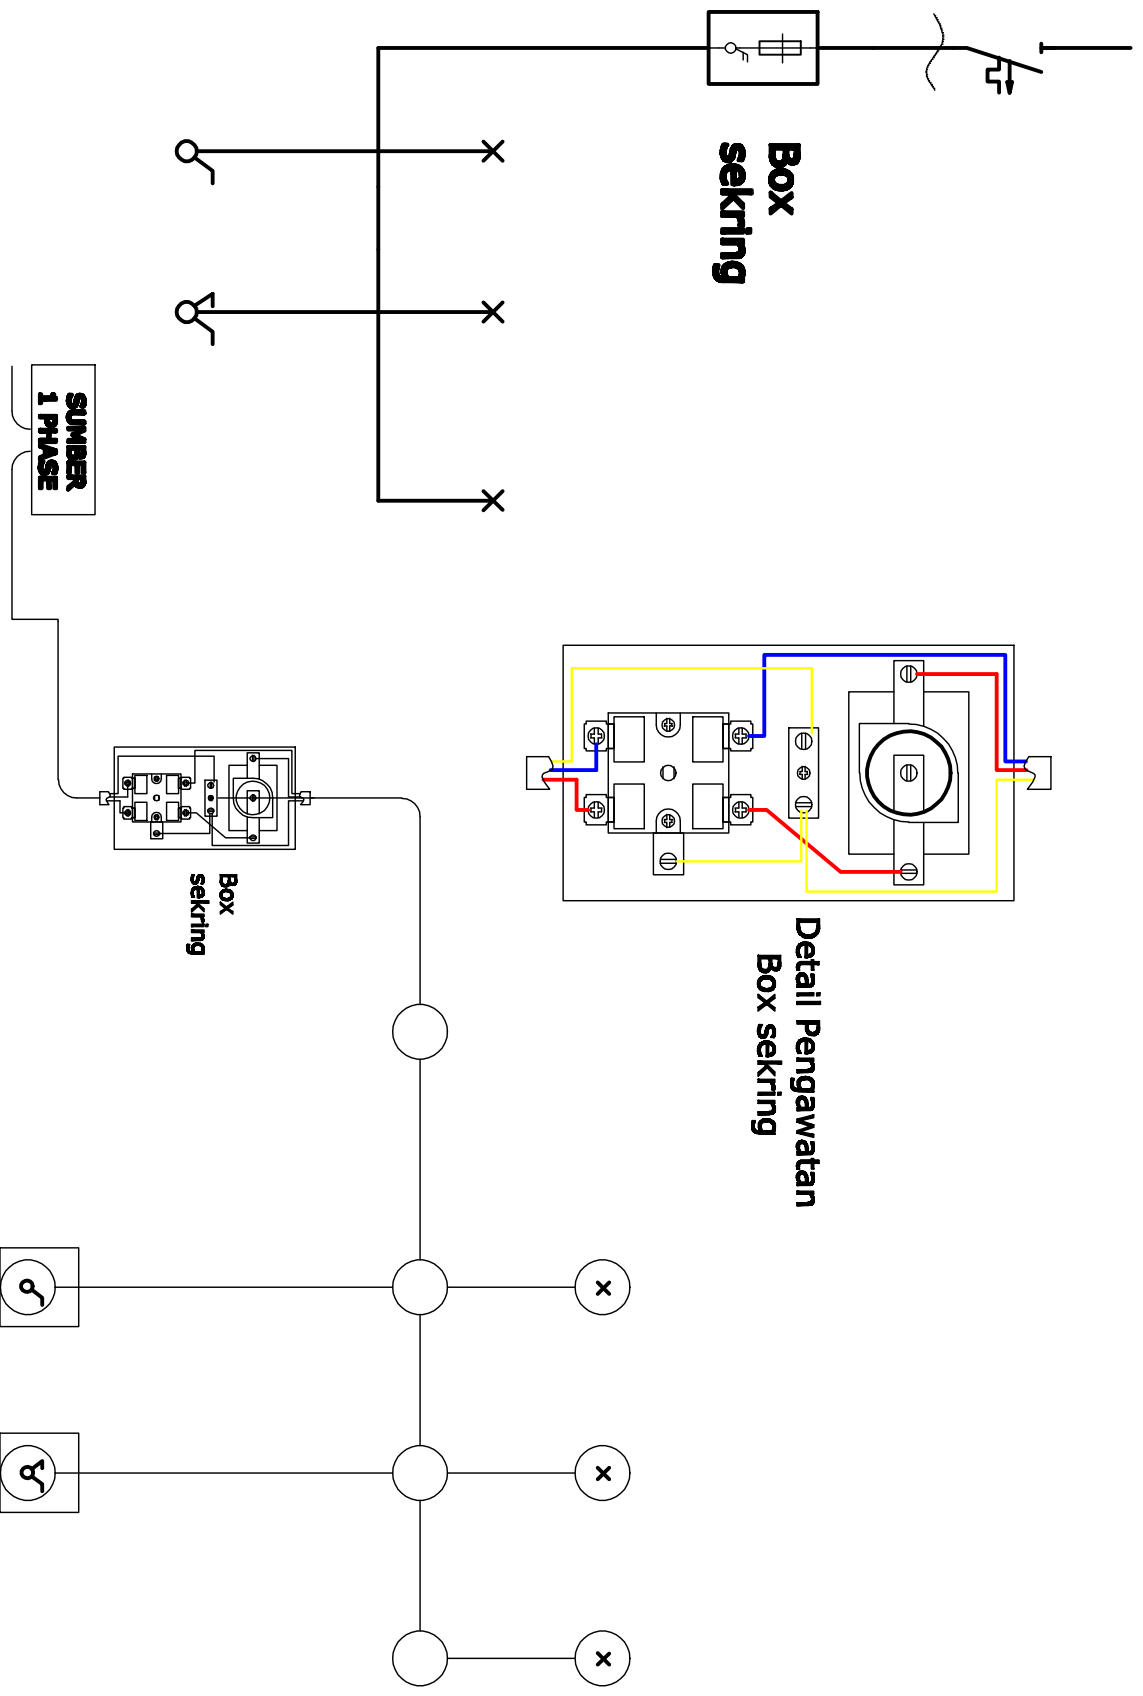 Box
sekring
SUMBER
1 PHASE
Detail Pengawatan
Box sekring
Box
sekring